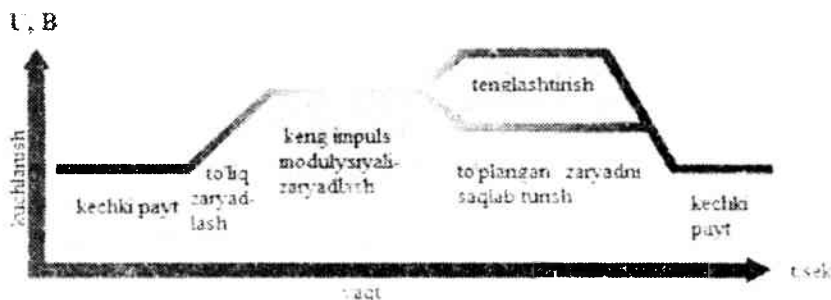 U, B
kuchlanish
kechki payt
to'liq
zaryad-
lash
keng impuls
modulysiyali-
zaryadlash
tenglashtirish
to'plangan zaryadni
saqlab turish
kechki
payt
vaqt
t,sek